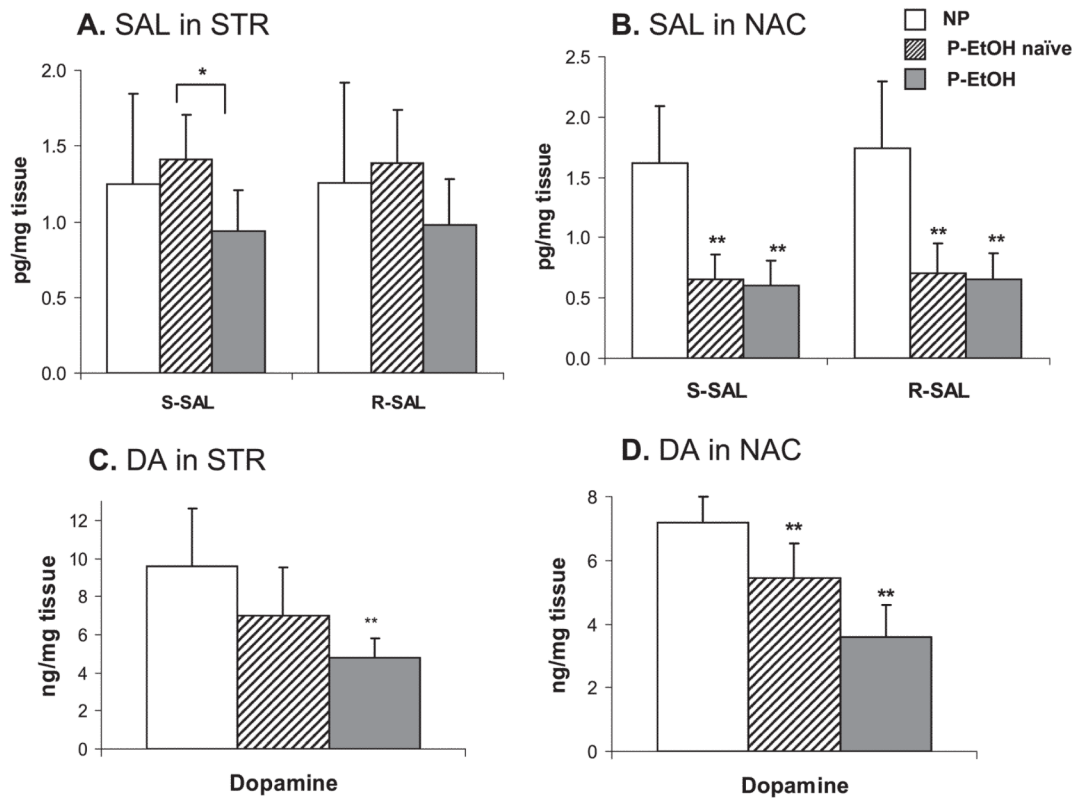 A. SAL in STR
2.0
1.5
1.0
0.5
0.0
pg/mg tissue
*
S-SAL
R-SAL
B. SAL in NAC
NP
P-EtOH naïve
P-EtOH
2.5
2.0
1.5
1.0
0.5
0.0
pg/mg tissue
**
**
**
**
S-SAL
R-SAL
C. DA in STR
12
10
8
6
4
2
0
ng/mg tissue
**
Dopamine
D. DA in NAC
8
6
4
2
0
ng/mg tissue
**
**
Dopamine